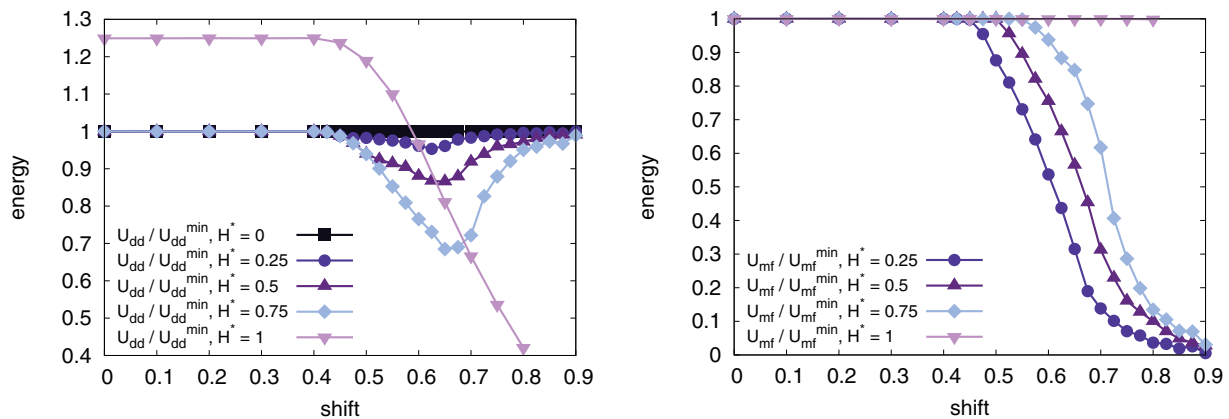 1.3
1.2
1.1
1
0.9
0.8
0.7
0.6
0.5
0.4
energy
U_dd / U_dd^min, H^* = 0
U_dd / U_dd^min, H^* = 0.25
U_dd / U_dd^min, H^* = 0.5
U_dd / U_dd^min, H^* = 0.75
U_dd / U_dd^min, H^* = 1
0 0.1 0.2 0.3 0.4 0.5 0.6 0.7 0.8 0.9
shift
1
0.9
0.8
0.7
0.6
0.5
0.4
0.3
0.2
0.1
0
energy
U_mf / U_mf^min, H^* = 0.25
U_mf / U_mf^min, H^* = 0.5
U_mf / U_mf^min, H^* = 0.75
U_mf / U_mf^min, H^* = 1
0 0.1 0.2 0.3 0.4 0.5 0.6 0.7 0.8 0.9
shift